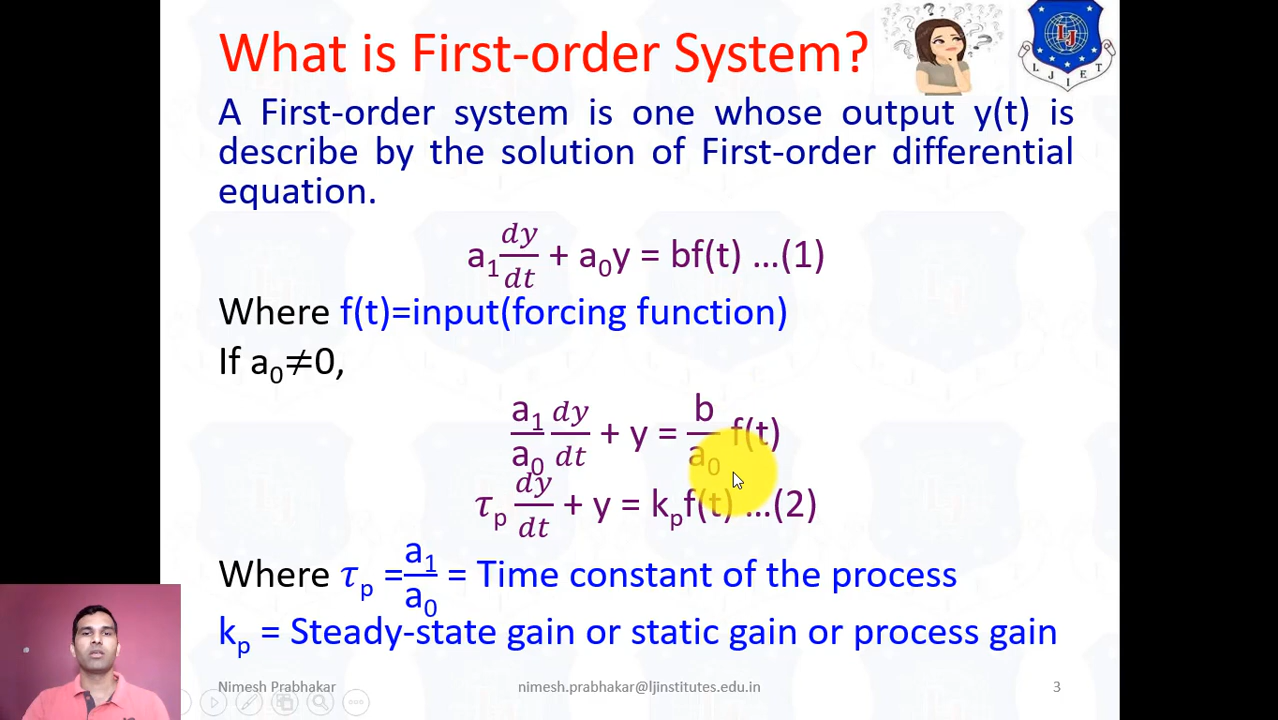 What is First-order System?
LJ
LJIET
A First-order system is one whose output y(t) is
describe by the solution of First-order differential
equation.
a₁ dy/dt + a₀y = bf(t) ...(1)
Where f(t)=input(forcing function)
If a₀≠0,
a₁/a₀ dy/dt + y = b/a₀ f(t)
τₚ dy/dt + y = kₚf(t) ...(2)
Where τₚ = a₁/a₀ = Time constant of the process
kₚ = Steady-state gain or static gain or process gain
Nimesh Prabhakar nimesh.prabhakar@ljinstitutes.edu.in 3